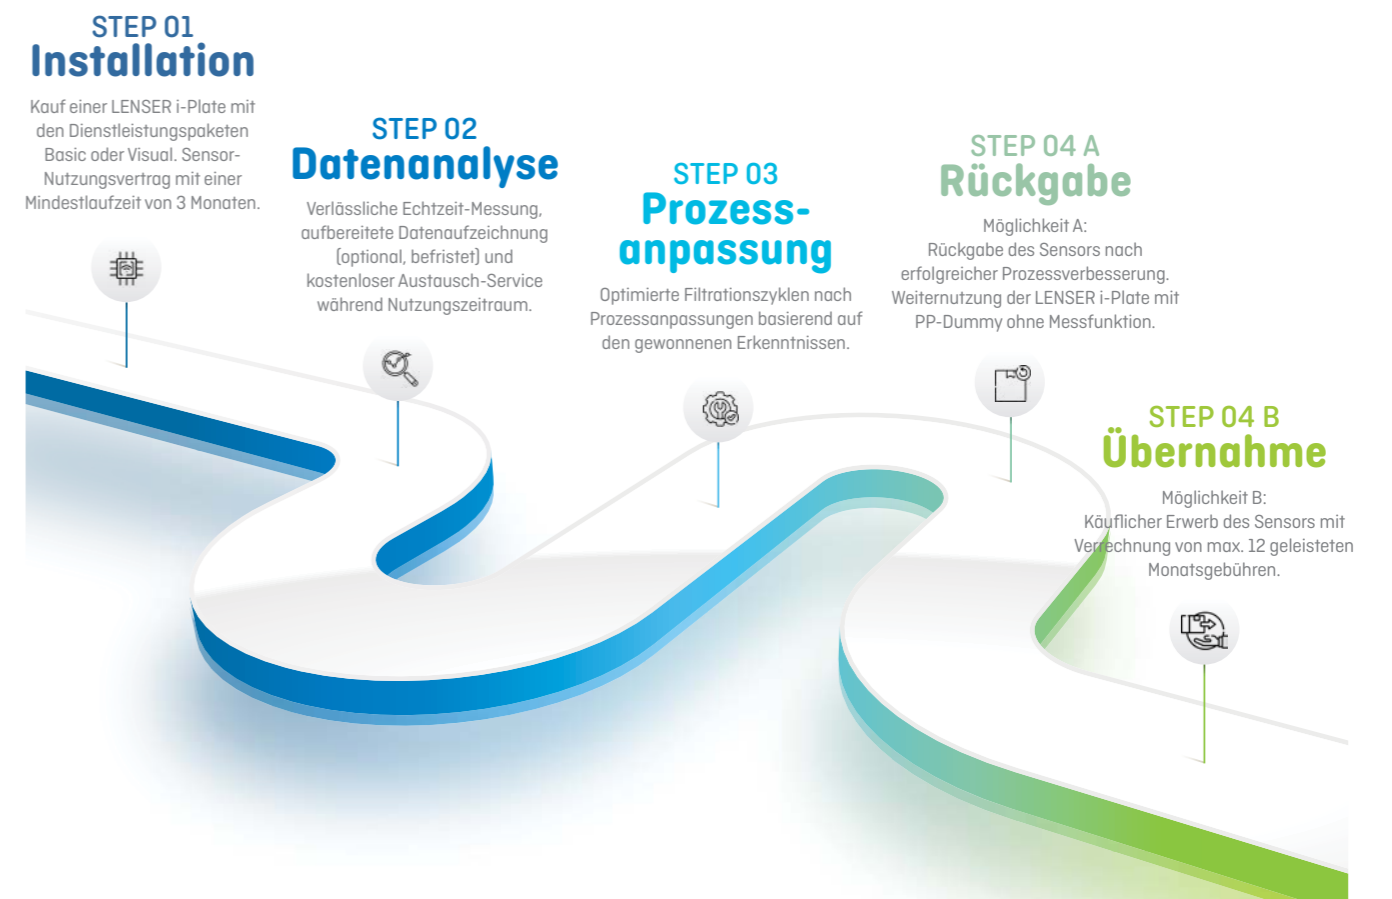 STEP 01
Installation
Kauf einer LENSER i-Plate mit
den Dienstleistungspaketen
Basic oder Visual. Sensor-
Nutzungsvertrag mit einer
Mindestlaufzeit von 3 Monaten.
STEP 02
Datenanalyse
Verlässliche Echtzeit-Messung,
aufbereitete Datenaufzeichnung
(optional, befristet) und
kostenloser Austausch-Service
während Nutzungszeitraum.
STEP 03
Prozess-
anpassung
Optimierte Filtrationszyklen nach
Prozessanpassungen basierend auf
den gewonnenen Erkenntnissen.
STEP 04 A
Rückgabe
Möglichkeit A:
Rückgabe des Sensors nach
erfolgreicher Prozessverbesserung.
Weiternutzung der LENSER i-Plate mit
PP-Dummy ohne Messfunktion.
STEP 04 B
Übernahme
Möglichkeit B:
Käuflicher Erwerb des Sensors mit
Verrechnung von max. 12 geleisteten
Monatsgebühren.